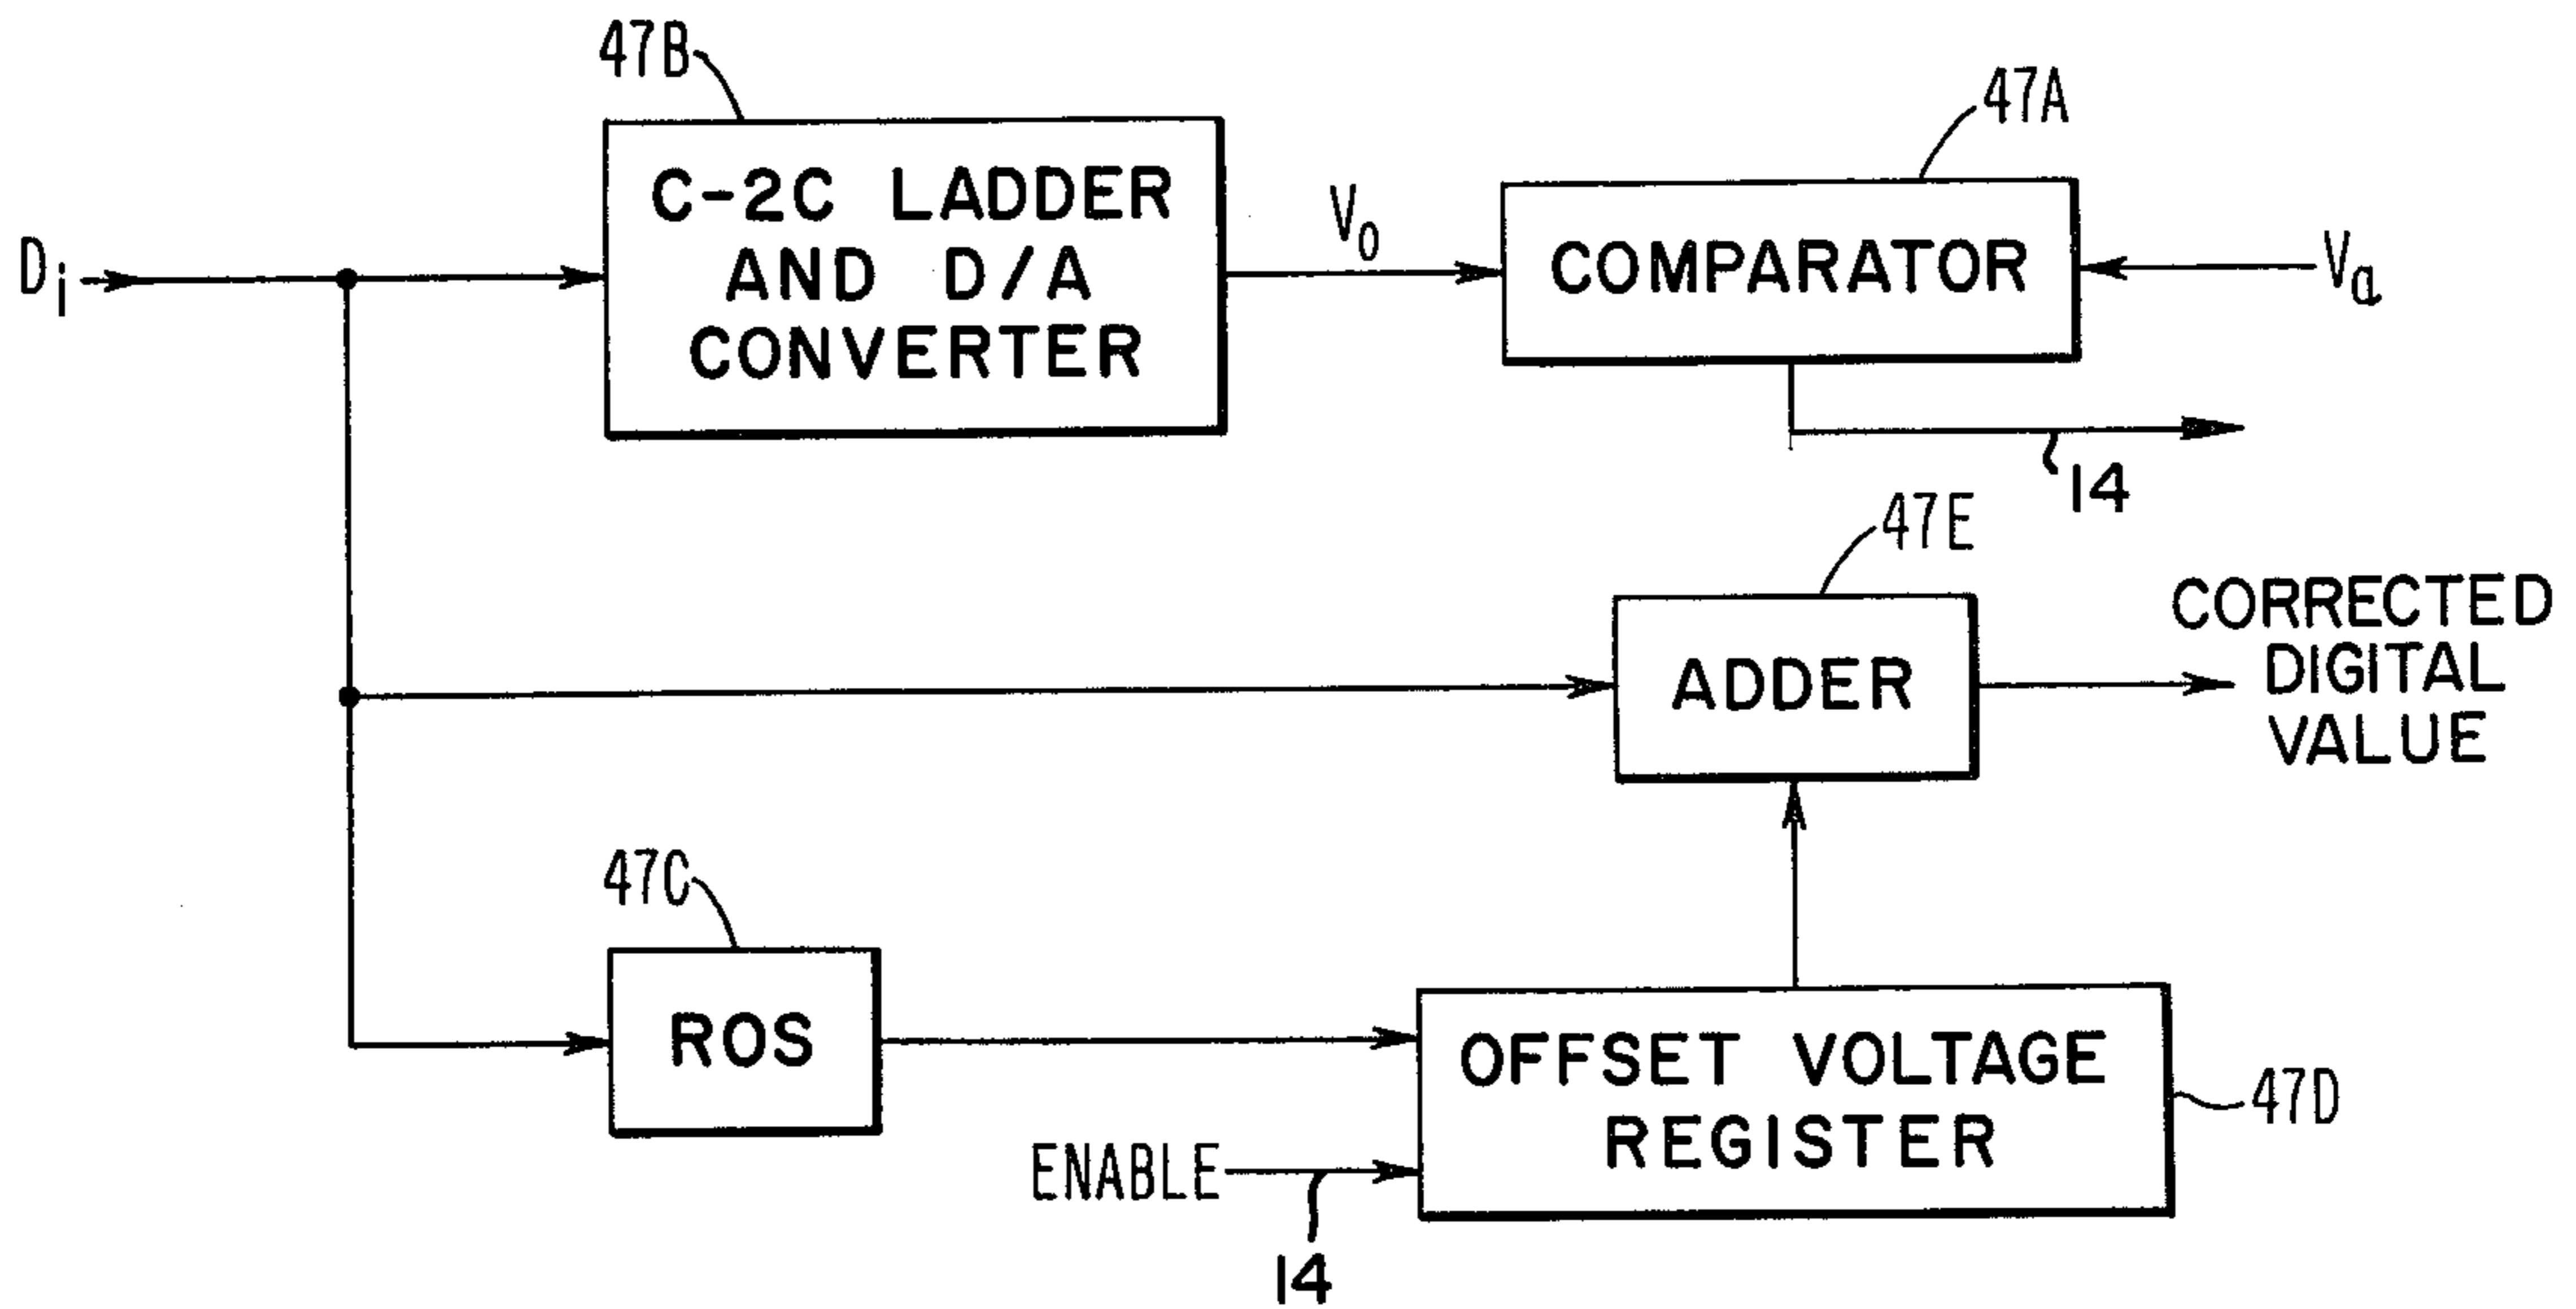 47B
C-2C LADDER
AND D/A
CONVERTER
47A
COMPARATOR
Di
Vo
Va
14
47E
ADDER
CORRECTED
DIGITAL
VALUE
47C
ROS
OFFSET VOLTAGE
REGISTER
47D
ENABLE
14